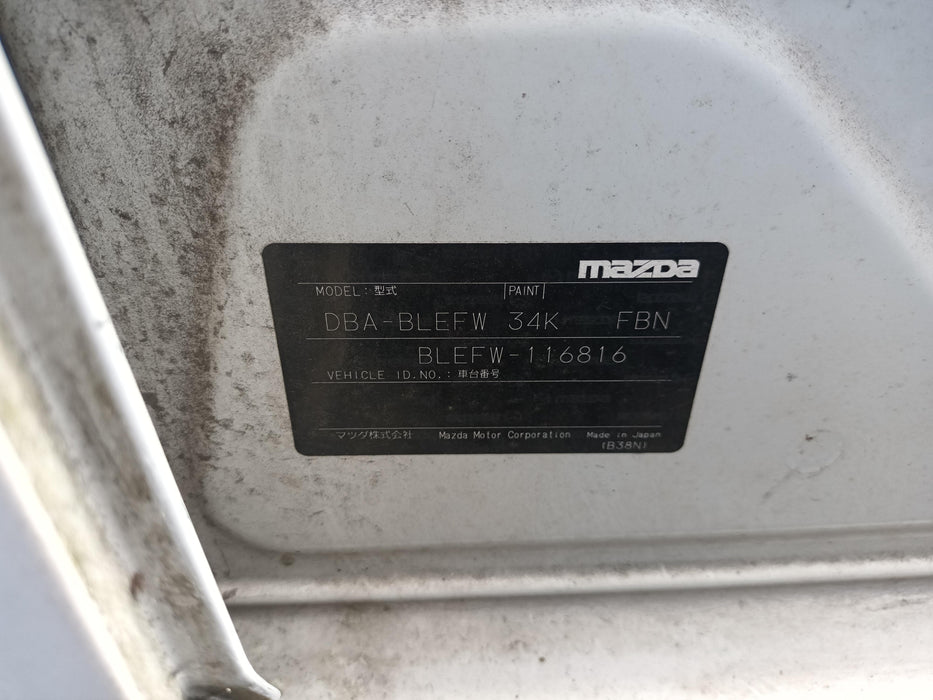 mazda
MODEL: 型式 PAINT
DBA-BLEFW 34K FBN
BLEFW-116816
VEHICLE ID.NO.: 車台番号
マツダ株式会社 Mazda Motor Corporation Made in Japan
(B38N)